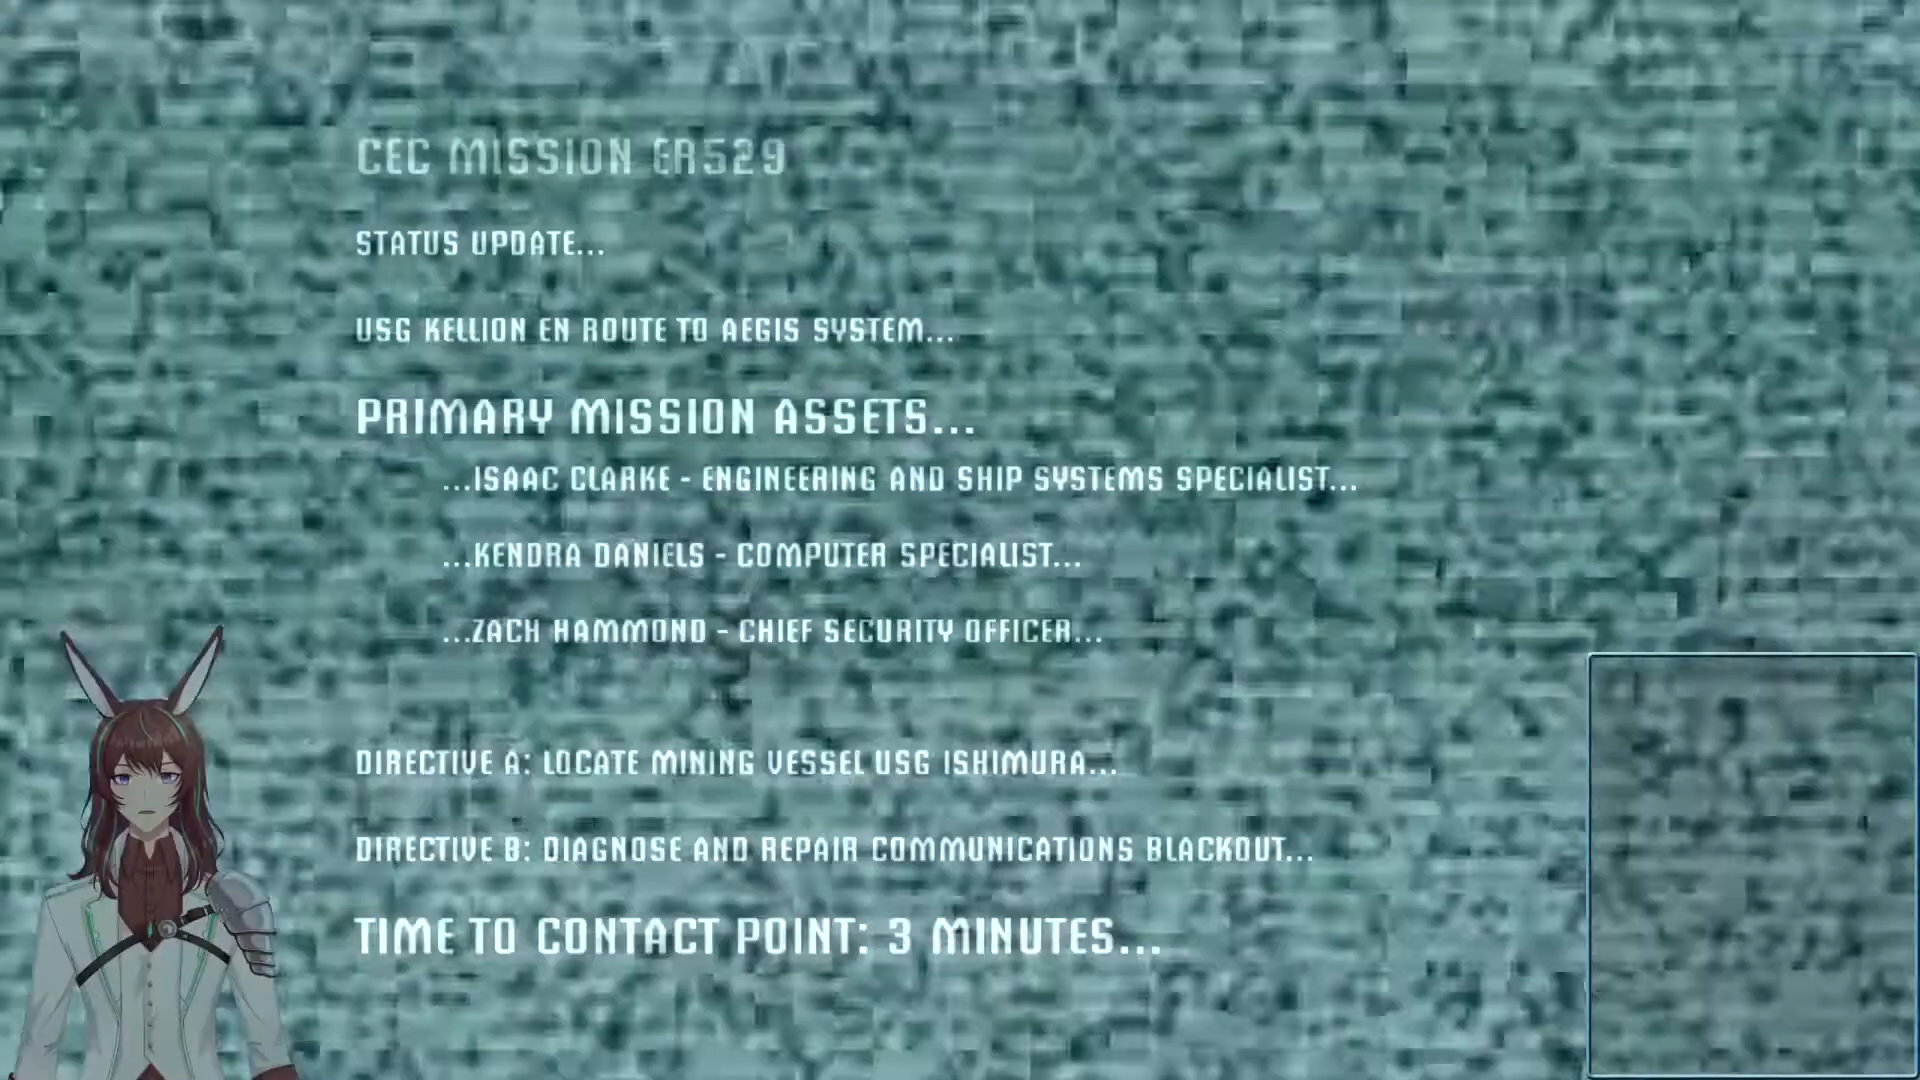 CEC MISSION ER529
STATUS UPDATE...
USG KELLION EN ROUTE TO AEGIS SYSTEM...
PRIMARY MISSION ASSETS...
...ISAAC CLARKE - ENGINEERING AND SHIP SYSTEMS SPECIALIST...
...KENDRA DANIELS - COMPUTER SPECIALIST...
...ZACH HAMMOND - CHIEF SECURITY OFFICER...
DIRECTIVE A: LOCATE MINING VESSEL USG ISHIMURA...
DIRECTIVE B: DIAGNOSE AND REPAIR COMMUNICATIONS BLACKOUT...
TIME TO CONTACT POINT: 3 MINUTES...